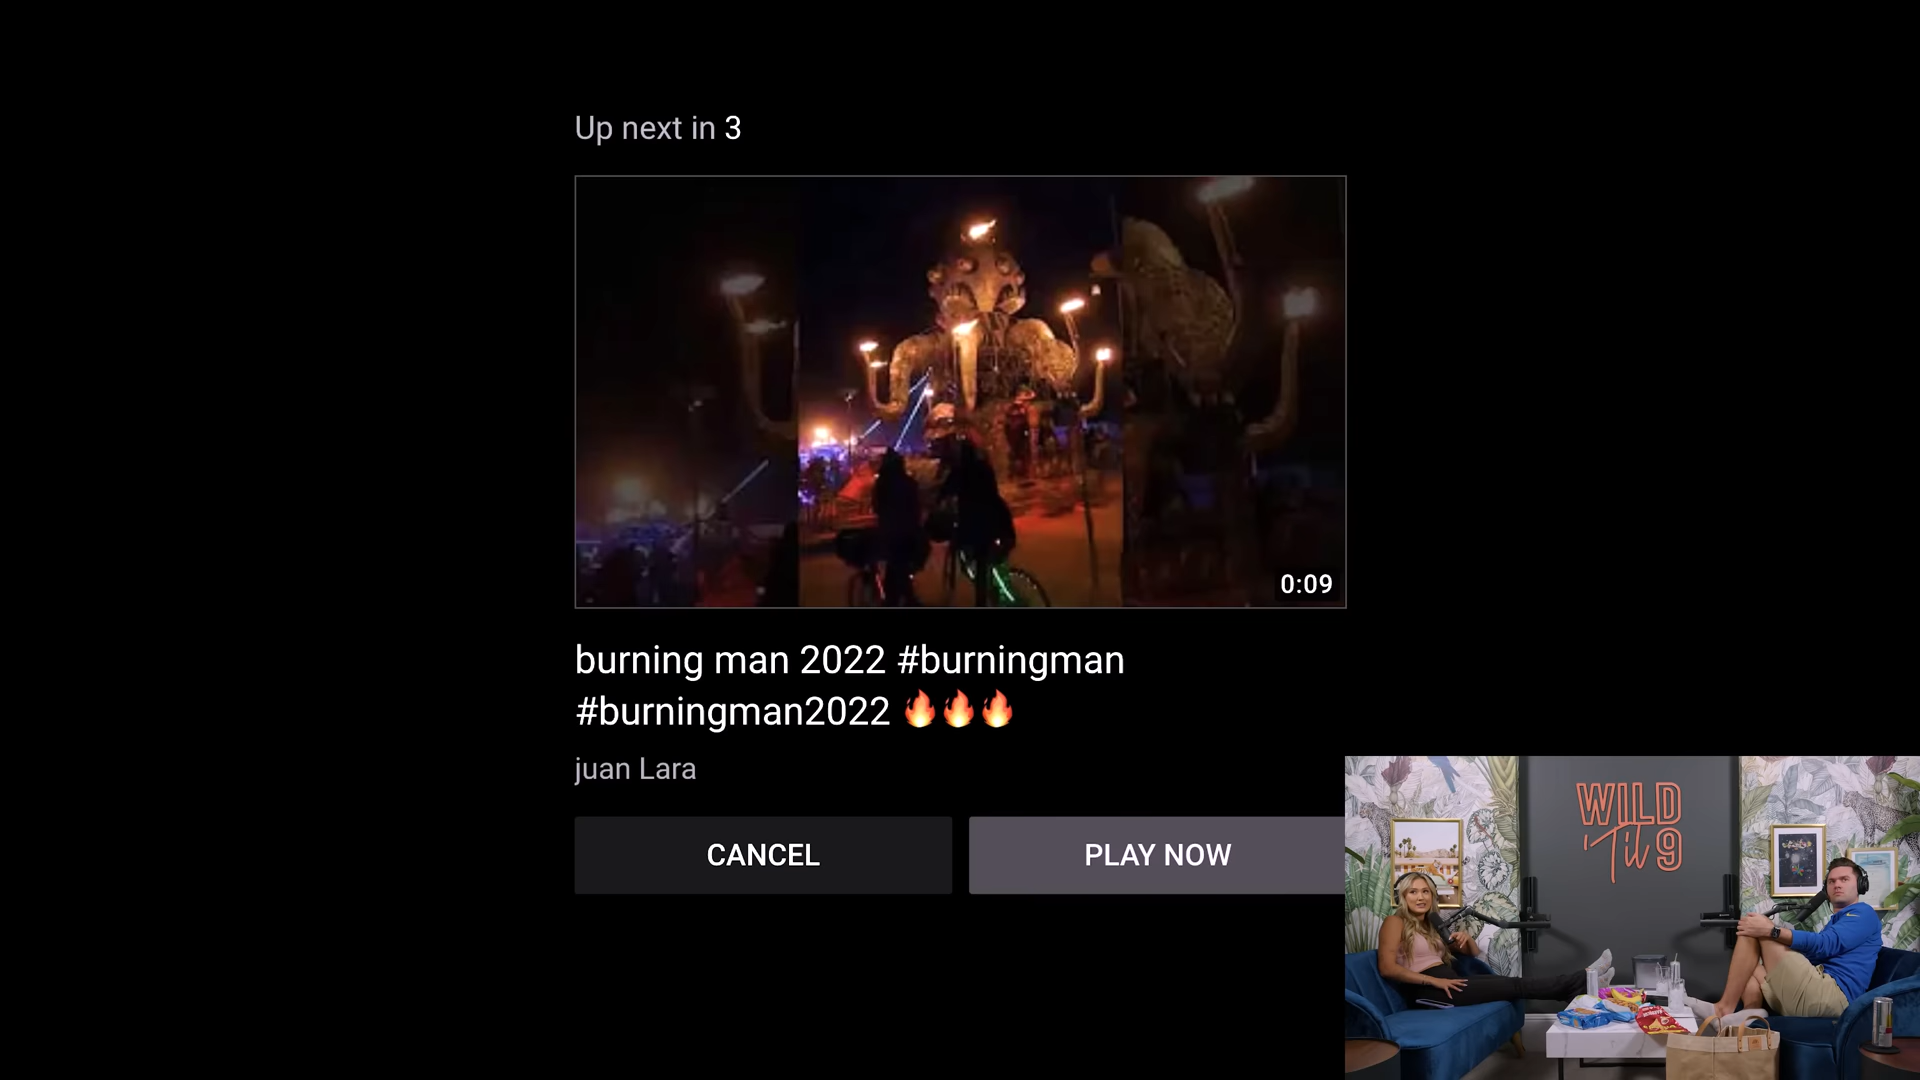 Up next in 3
0:09
burning man 2022 #burningman
#burningman2022 🔥🔥🔥
juan Lara
CANCEL
PLAY NOW
WILD
'Til 9